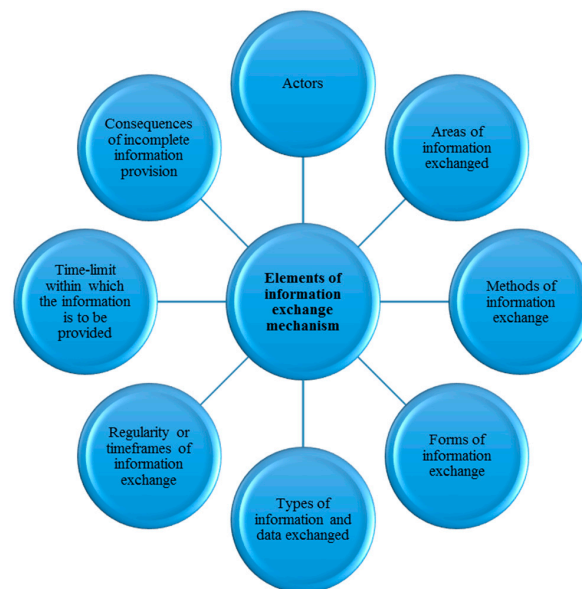 Actors
Areas of
information
exchanged
Methods of
information
exchange
Forms of
information
exchange
Types of
information and
data exchanged
Regularity or
timeframes of
information
exchange
Time-limit
within which
the information
is to be
provided
Consequences
of incomplete
information
provision
Elements of
information
exchange
mechanism